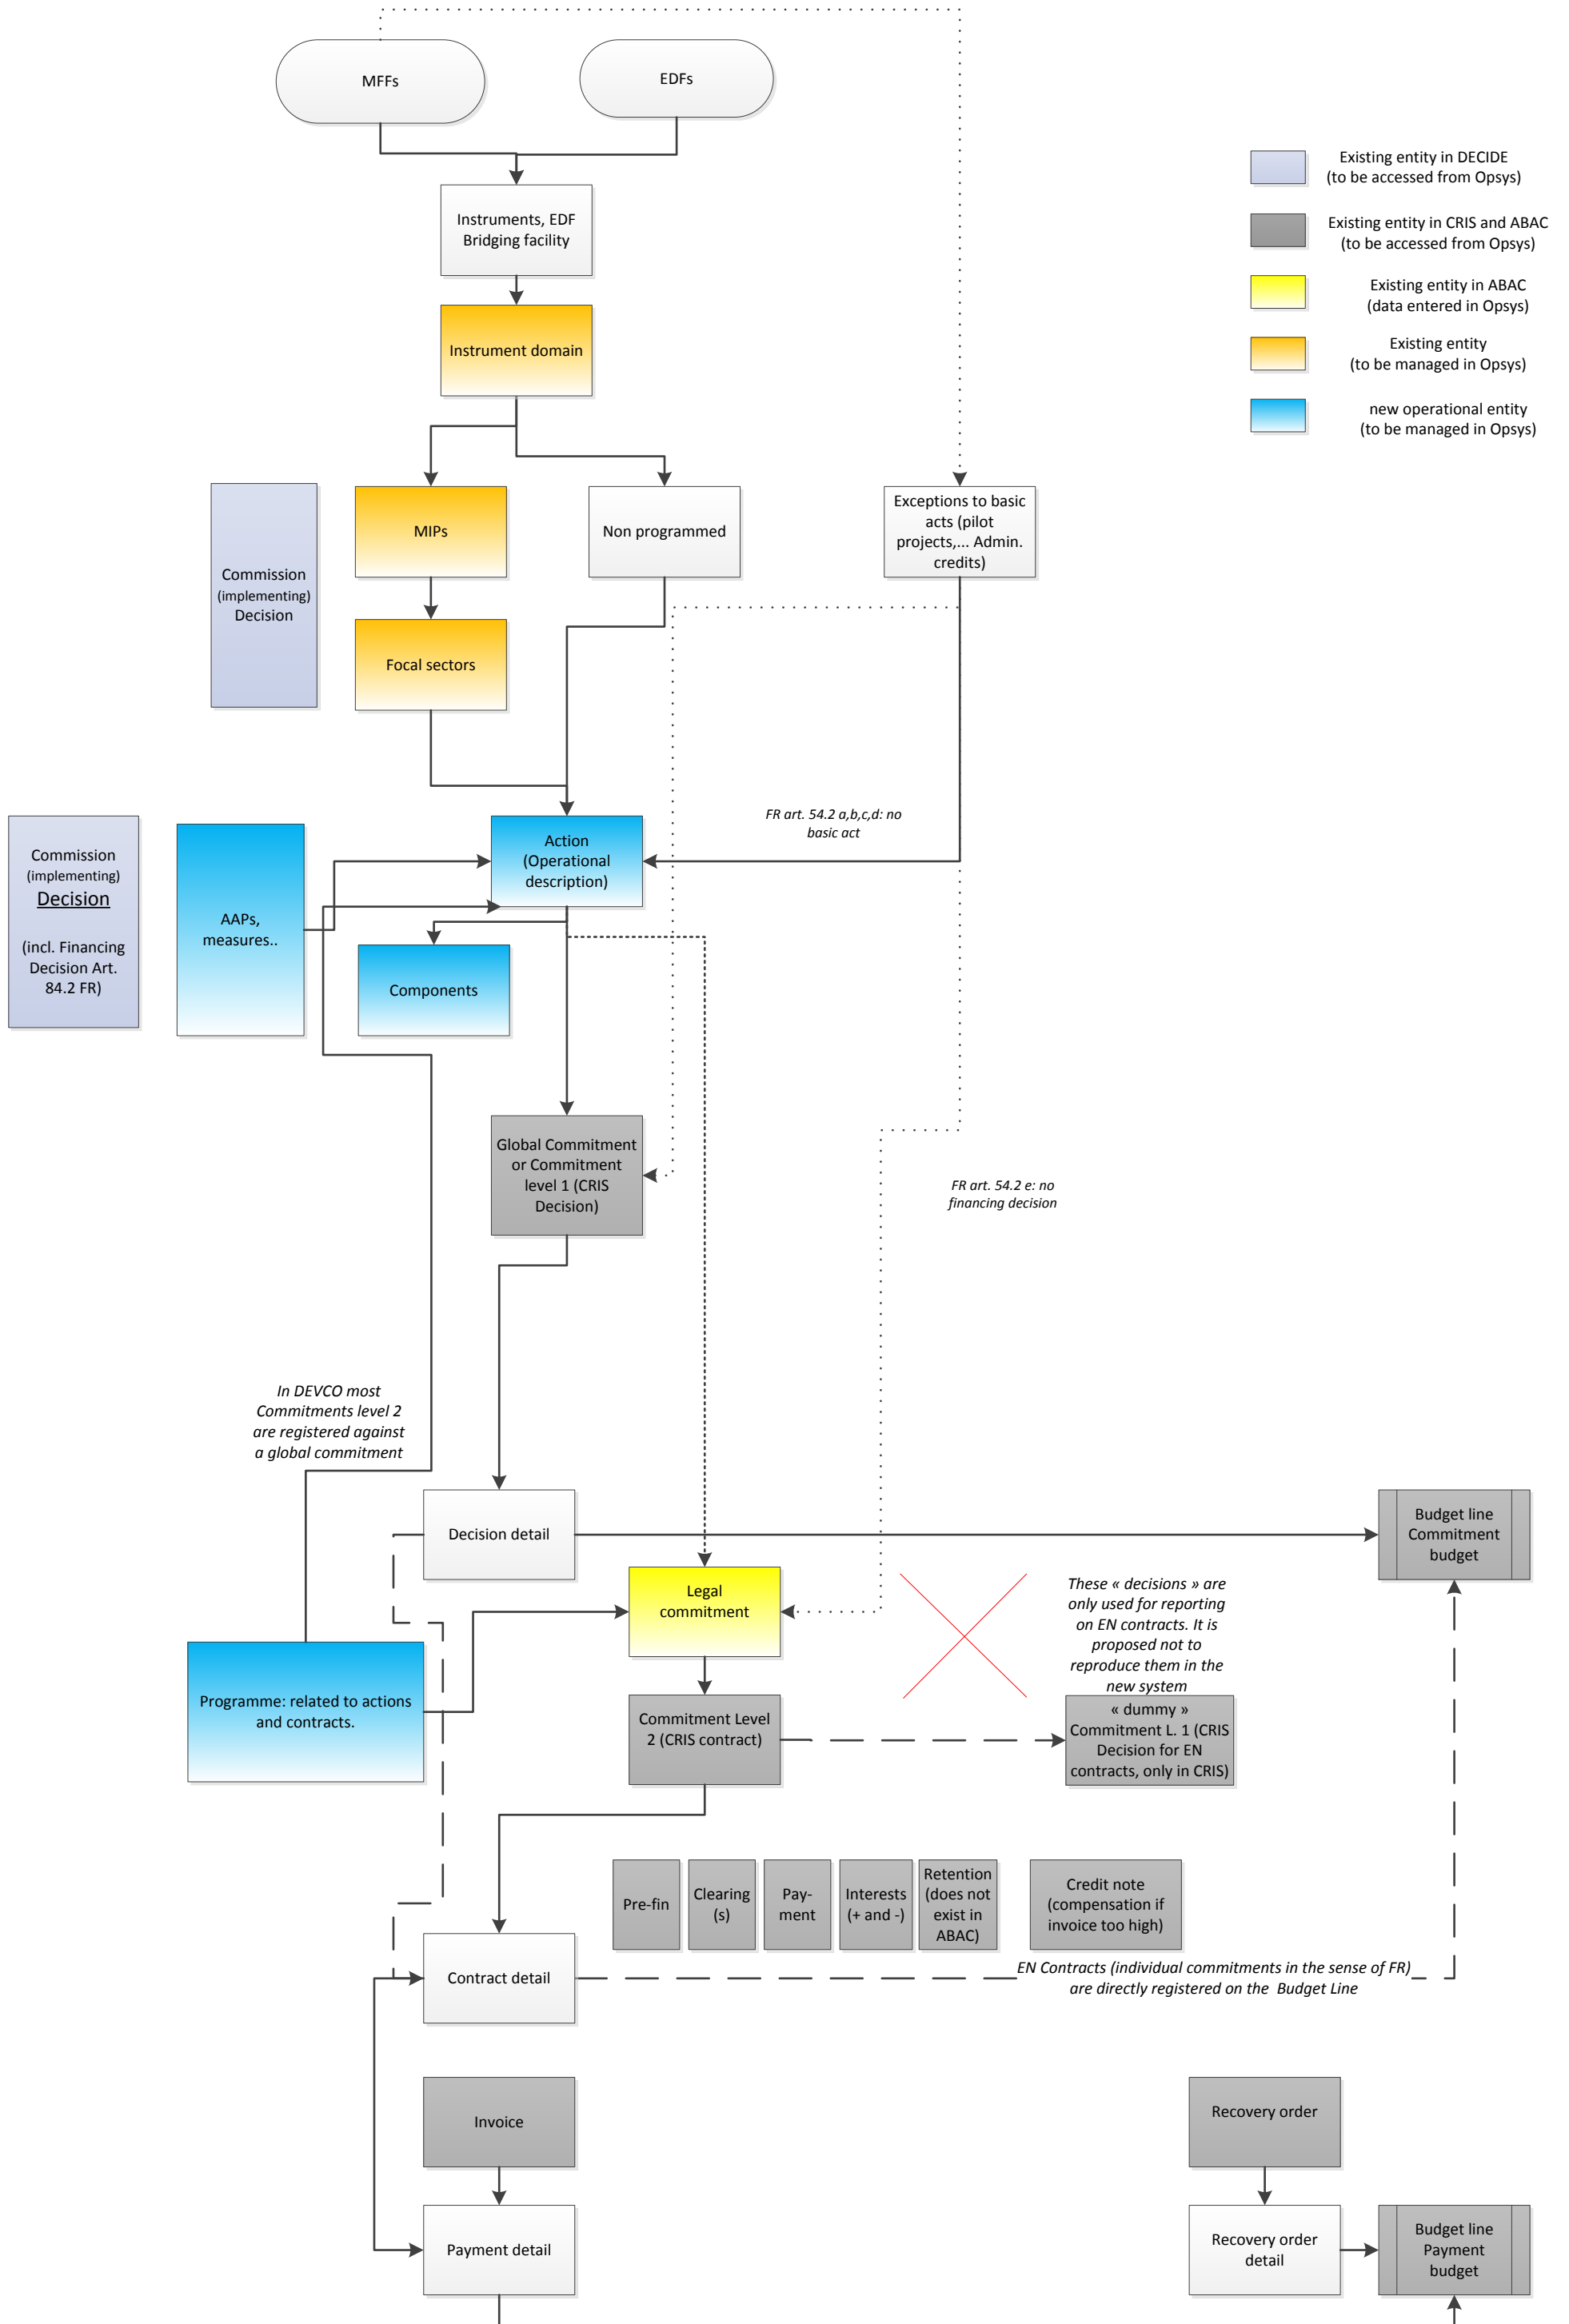 MFFs
EDFs
Existing entity in DECIDE
(to be accessed from Opsys)
Instruments, EDF
Bridging facility
Existing entity in CRIS and ABAC
(to be accessed from Opsys)
Existing entity in ABAC
(data entered in Opsys)
Instrument domain
Existing entity
(to be managed in Opsys)
new operational entity
(to be managed in Opsys)
Commission
(implementing)
Decision
MIPs
Non programmed
Exceptions to basic
acts (pilot
projects,... Admin.
credits)
Focal sectors
FR art. 54.2 a,b,c,d: no
basic act
Commission
(implementing)
Decision
(incl. Financing
Decision Art.
84.2 FR)
AAPs,
measures..
Action
(Operational
description)
Components
Global Commitment
or Commitment
level 1 (CRIS
Decision)
FR art. 54.2 e: no
financing decision
In DEVCO most
Commitments level 2
are registered against
a global commitment
Decision detail
Budget line
Commitment
budget
Legal
commitment
These « decisions » are
only used for reporting
on EN contracts. It is
proposed not to
reproduce them in the
new system
Programme: related to actions
and contracts.
Commitment Level
2 (CRIS contract)
« dummy »
Commitment L. 1 (CRIS
Decision for EN
contracts, only in CRIS)
Pre-fin
Clearing
(s)
Pay-
ment
Interests
(+ and -)
Retention
(does not
exist in
ABAC)
Credit note
(compensation if
invoice too high)
Contract detail
EN Contracts (individual commitments in the sense of FR)
are directly registered on the Budget Line
Invoice
Recovery order
Payment detail
Recovery order
detail
Budget line
Payment
budget